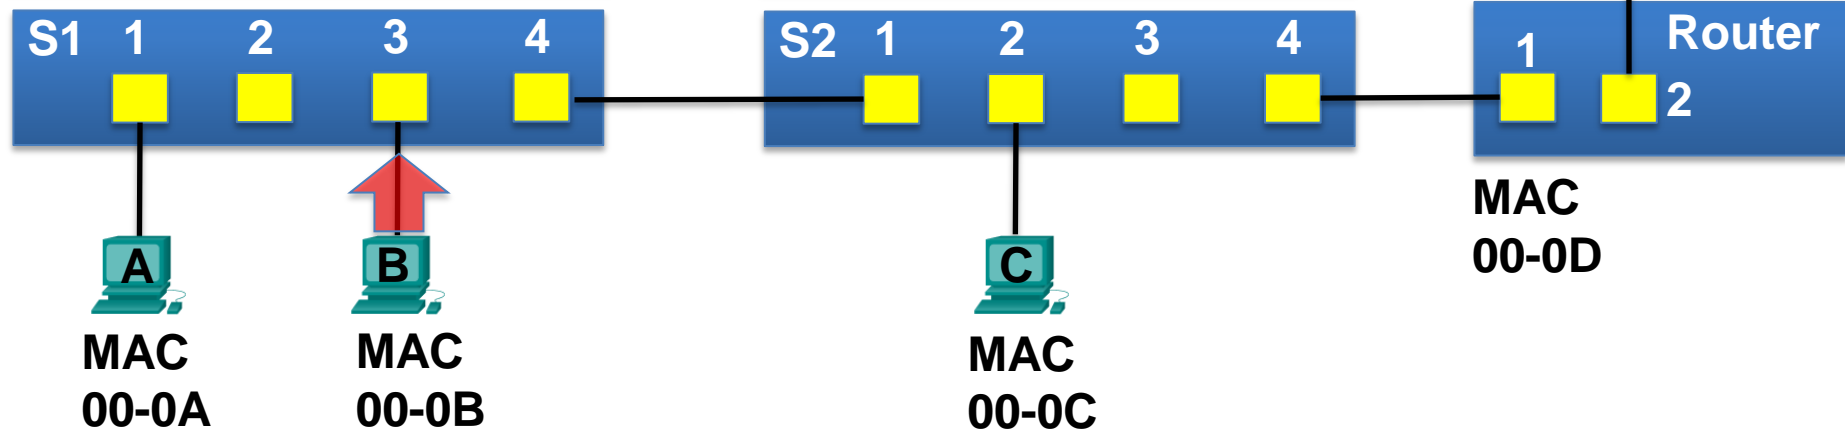 S1 1 2 3 4
S2 1 2 3 4
1 Router
2
A
B
C
MAC
00-0A
MAC
00-0B
MAC
00-0C
MAC
00-0D